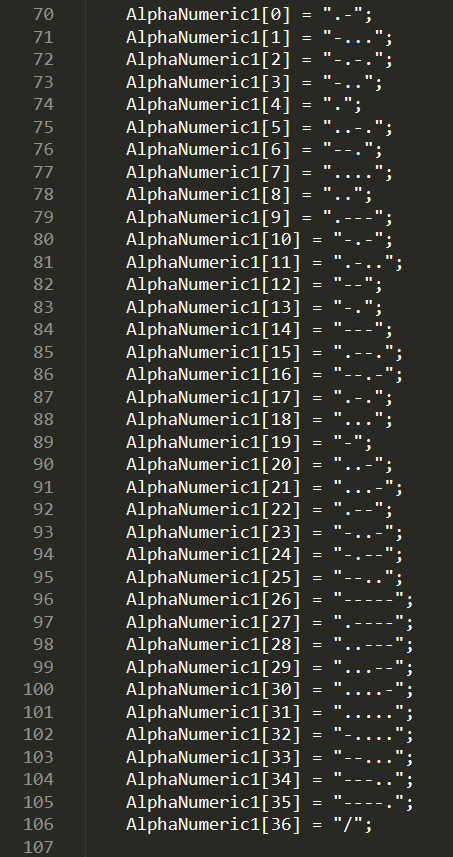 70 AlphaNumeric1[0] = ".-";
71 AlphaNumeric1[1] = "-...";
72 AlphaNumeric1[2] = "-.-.";
73 AlphaNumeric1[3] = "-..";
74 AlphaNumeric1[4] = ".";
75 AlphaNumeric1[5] = "..-.";
76 AlphaNumeric1[6] = "--.";
77 AlphaNumeric1[7] = "....";
78 AlphaNumeric1[8] = "..";
79 AlphaNumeric1[9] = ".---";
80 AlphaNumeric1[10] = "-.-";
81 AlphaNumeric1[11] = ".-..";
82 AlphaNumeric1[12] = "--";
83 AlphaNumeric1[13] = "-.";
84 AlphaNumeric1[14] = "---";
85 AlphaNumeric1[15] = ".--.";
86 AlphaNumeric1[16] = "--.-";
87 AlphaNumeric1[17] = ".-.";
88 AlphaNumeric1[18] = "...";
89 AlphaNumeric1[19] = "-";
90 AlphaNumeric1[20] = "..-";
91 AlphaNumeric1[21] = "...-";
92 AlphaNumeric1[22] = ".--";
93 AlphaNumeric1[23] = "-..-";
94 AlphaNumeric1[24] = "-.--";
95 AlphaNumeric1[25] = "--..";
96 AlphaNumeric1[26] = "-----";
97 AlphaNumeric1[27] = ".----";
98 AlphaNumeric1[28] = "..---";
99 AlphaNumeric1[29] = "...--";
100 AlphaNumeric1[30] = "....-";
101 AlphaNumeric1[31] = ".....";
102 AlphaNumeric1[32] = "-....";
103 AlphaNumeric1[33] = "--...";
104 AlphaNumeric1[34] = "---..";
105 AlphaNumeric1[35] = "----.";
106 AlphaNumeric1[36] = "/";
107